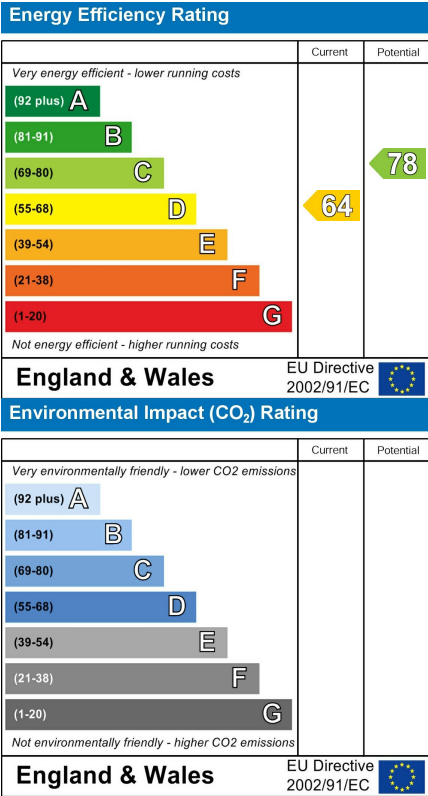 Energy Efficiency Rating
Current Potential
Very energy efficient - lower running costs
(92 plus) A
(81-91) B
(69-80) C
78
(55-68) D
64
(39-54) E
(21-38) F
(1-20) G
Not energy efficient - higher running costs
England & Wales
EU Directive
2002/91/EC
Environmental Impact (CO₂) Rating
Current Potential
Very environmentally friendly - lower CO2 emissions
(92 plus) A
(81-91) B
(69-80) C
(55-68) D
(39-54) E
(21-38) F
(1-20) G
Not environmentally friendly - higher CO2 emissions
England & Wales
EU Directive
2002/91/EC